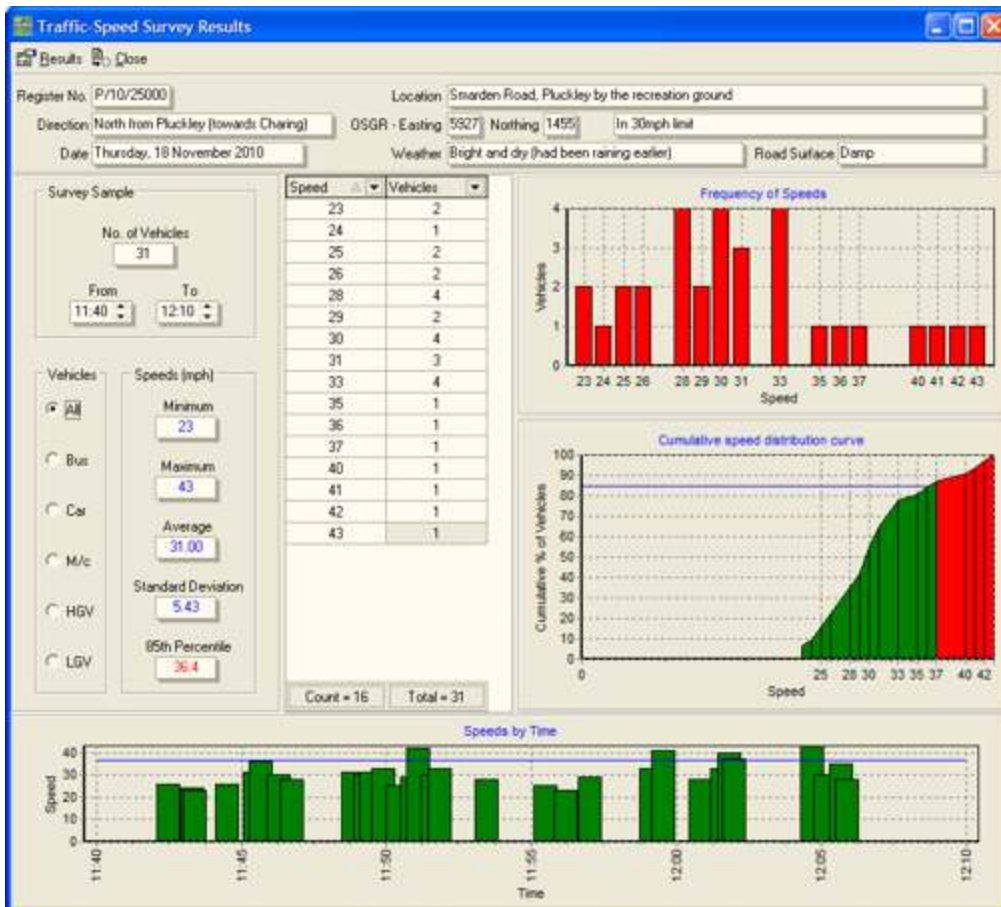 Traffic-Speed Survey Results
Results Close
Register No. P/10/25000 Location Smarden Road, Pluckley by the recreation ground
Direction North from Pluckley (towards Charing) OSGR - Easting 5927 Northing 1455 In 30mph limit
Date Thursday, 18 November 2010 Weather Bright and dry (had been raining earlier) Road Surface Damp
Survey Sample
No. of Vehicles
31
From To
11:40 12:10
Vehicles
All
Bus
Car
M/c
HGV
LGV
Speeds (mph)
Minimum
23
Maximum
43
Average
31.00
Standard Deviation
5.43
85th Percentile
36.4
Speed Vehicles
23 2
24 1
25 2
26 2
28 4
29 2
30 4
31 3
33 4
35 1
36 1
37 1
40 1
41 1
42 1
43 1
Count = 16 Total = 31
Frequency of Speeds
Vehicles
4
3
2
1
0
23 24 25 26 28 29 30 31 33 35 36 37 40 41 42 43
Speed
Cumulative speed distribution curve
Cumulative % of Vehicles
100
90
80
70
60
50
40
30
20
10
0
0 25 28 30 33 35 37 40 42
Speed
Speeds by Time
Speed
40
30
20
10
0
11:40 11:45 11:50 11:55 12:00 12:05 12:10
Time